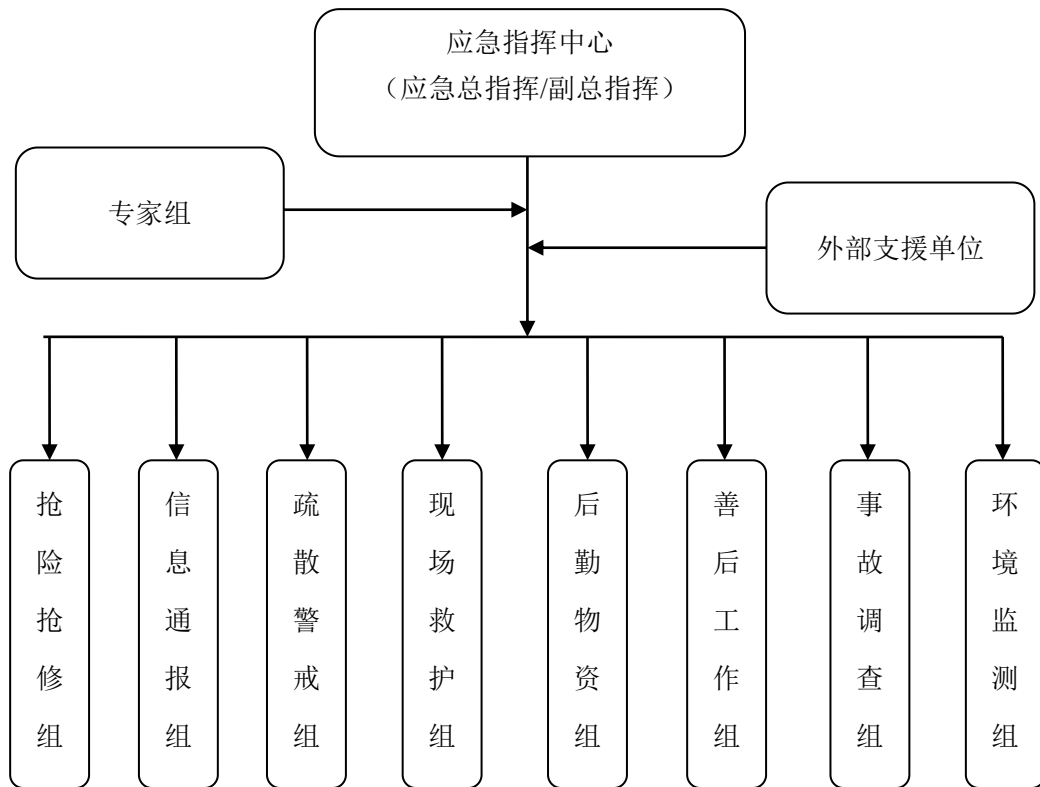 应急指挥中心
（应急总指挥/副总指挥）
专家组
外部支援单位
抢险抢修组
信息通报组
疏散警戒组
现场救护组
后勤物资组
善后工作组
事故调查组
环境监测组